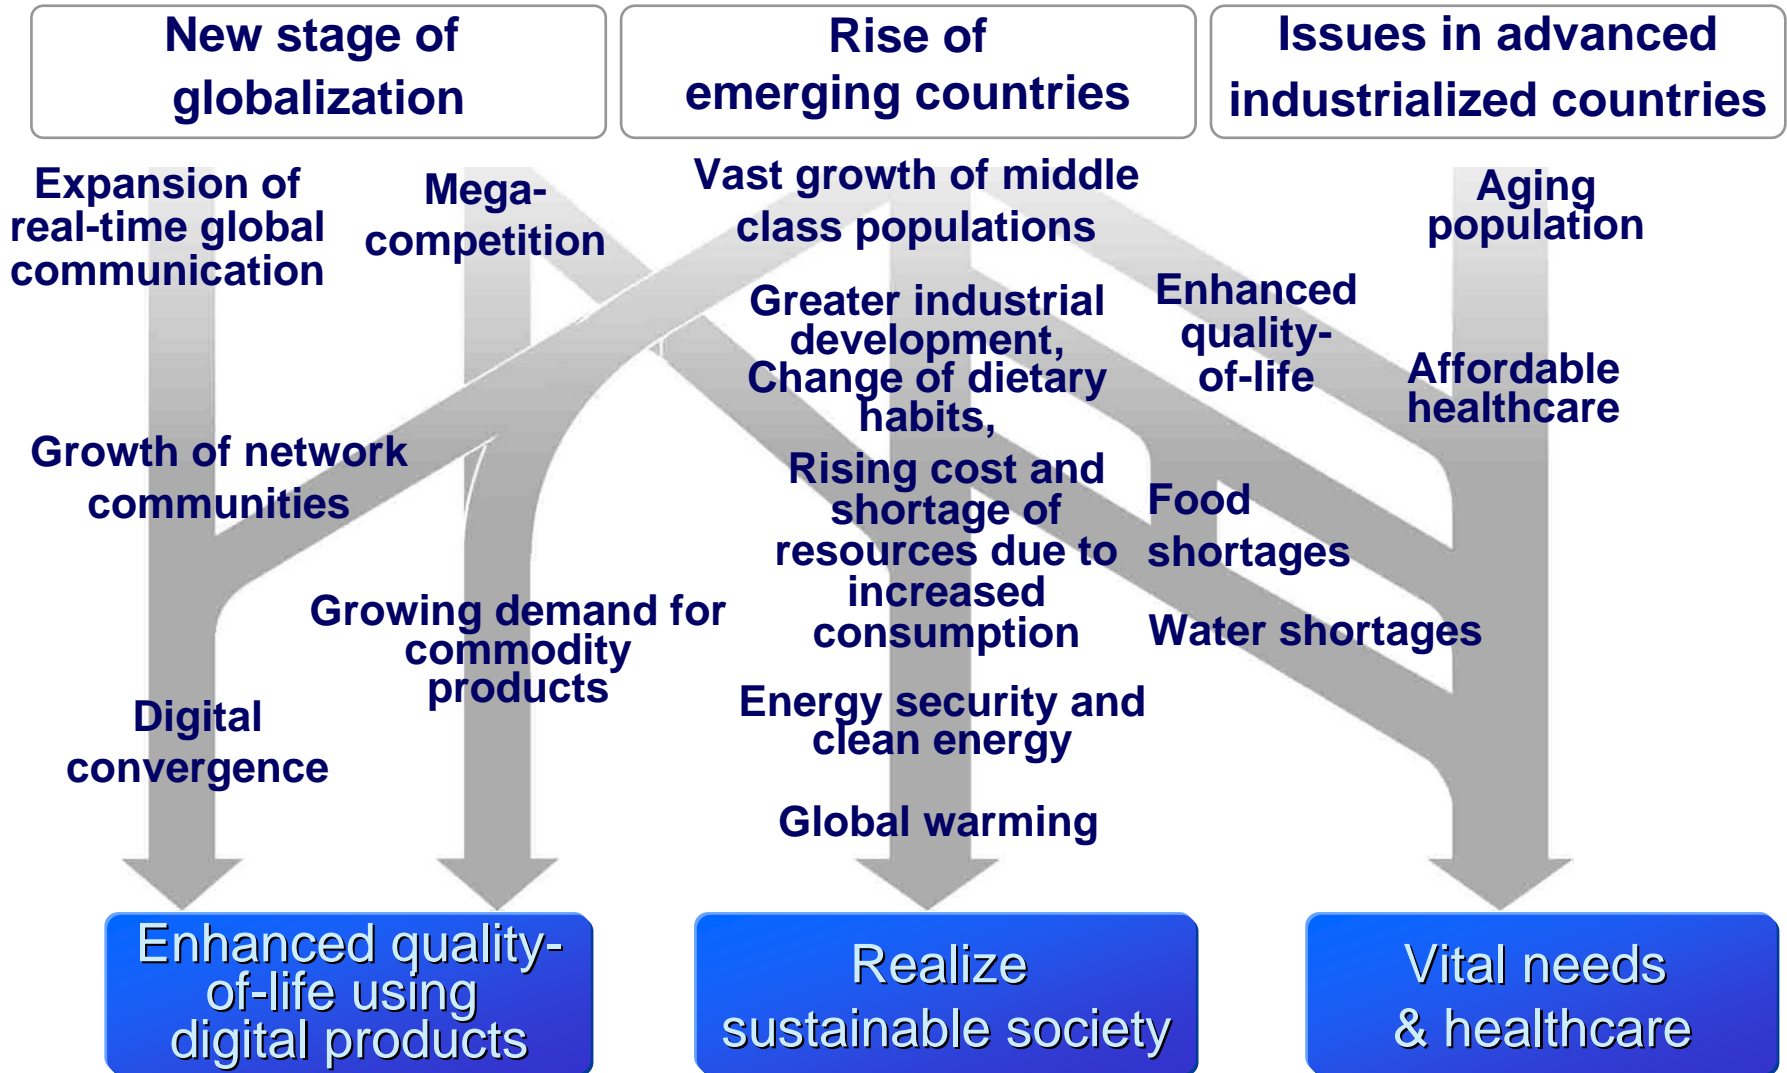 New stage of
globalization
Rise of
emerging countries
Issues in advanced
industrialized countries
Expansion of
real-time global
communication
Mega-
competition
Vast growth of middle
class populations
Aging
population
Greater industrial
development,
Change of dietary
habits,
Enhanced
quality-
of-life
Affordable
healthcare
Growth of network
communities
Rising cost and
shortage of
resources due to
increased
consumption
Food
shortages
Growing demand for
commodity
products
Water shortages
Digital
convergence
Energy security and
clean energy
Global warming
Enhanced quality-
of-life using
digital products
Realize
sustainable society
Vital needs
& healthcare